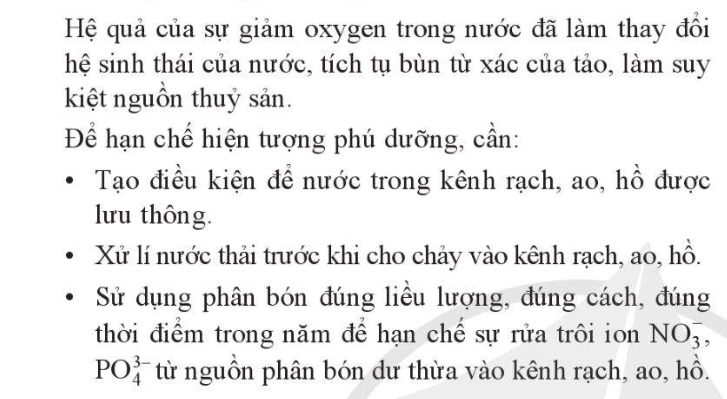 Hệ quả của sự giảm oxygen trong nước đã làm thay đổi
hệ sinh thái của nước, tích tụ bùn từ xác của tảo, làm suy
kiệt nguồn thuỷ sản.
Để hạn chế hiện tượng phú dưỡng, cần:
• Tạo điều kiện để nước trong kênh rạch, ao, hồ được
lưu thông.
• Xử lí nước thải trước khi cho chảy vào kênh rạch, ao, hồ.
• Sử dụng phân bón đúng liều lượng, đúng cách, đúng
thời điểm trong năm để hạn chế sự rửa trôi ion NO₃⁻,
PO₄³⁻ từ nguồn phân bón dư thừa vào kênh rạch, ao, hồ.